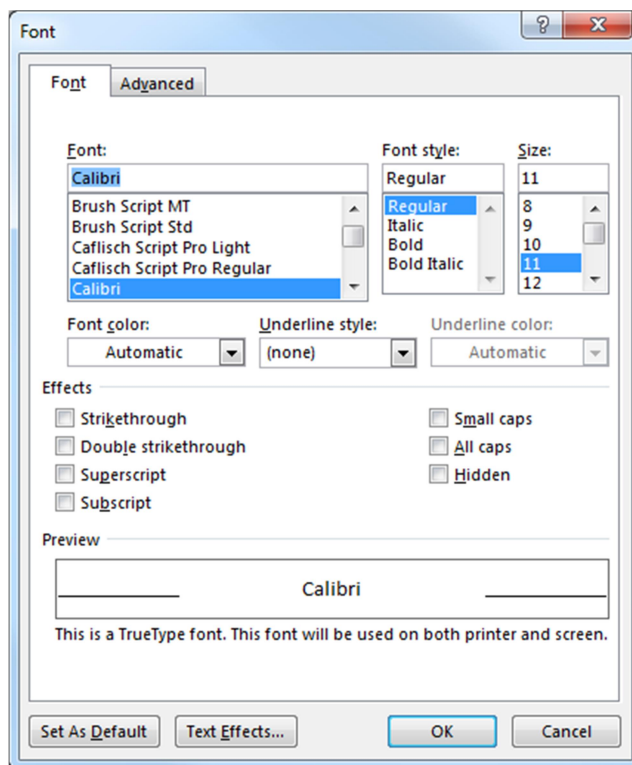 Font
Font Advanced
Font: Font style: Size:
Calibri Regular 11
Brush Script MT Regular 8
Brush Script Std Italic 9
Caflisch Script Pro Light Bold 10
Caflisch Script Pro Regular Bold Italic 11
Calibri 12
Font color: Underline style: Underline color:
Automatic (none) Automatic
Effects
Strikethrough Small caps
Double strikethrough All caps
Superscript Hidden
Subscript
Preview
Calibri
This is a TrueType font. This font will be used on both printer and screen.
Set As Default Text Effects... OK Cancel